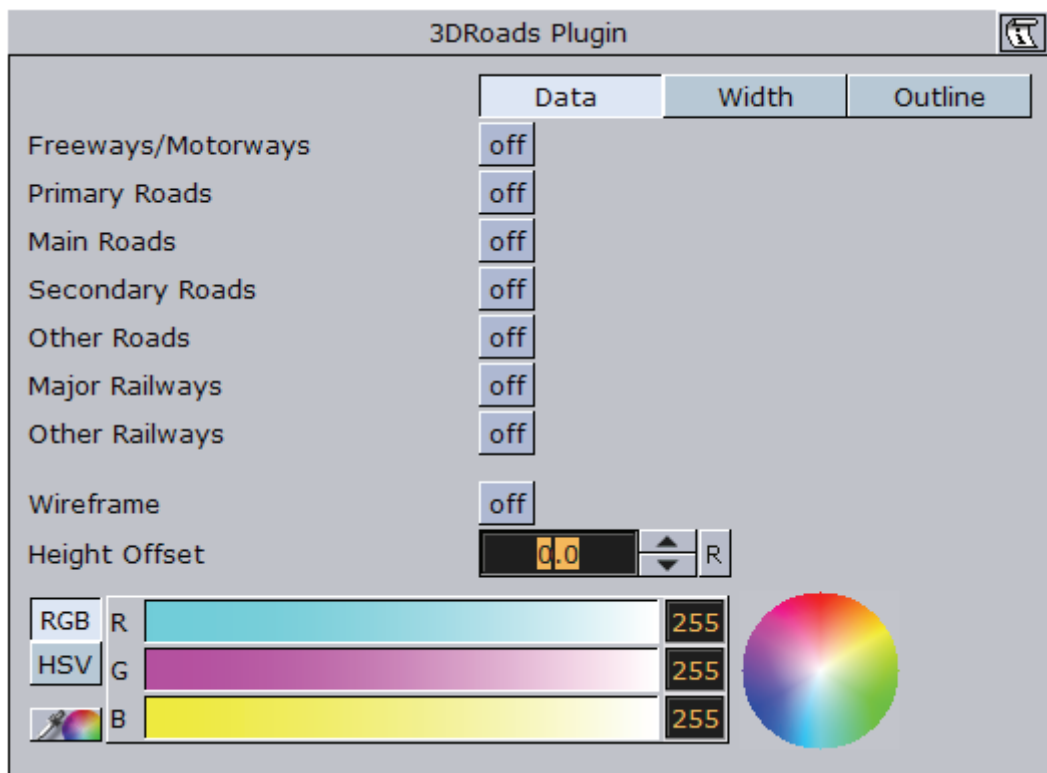 3DRoads Plugin
Data Width Outline
Freeways/Motorways off
Primary Roads off
Main Roads off
Secondary Roads off
Other Roads off
Major Railways off
Other Railways off
Wireframe off
Height Offset 0.0 R
RGB R 255
HSV G 255
B 255